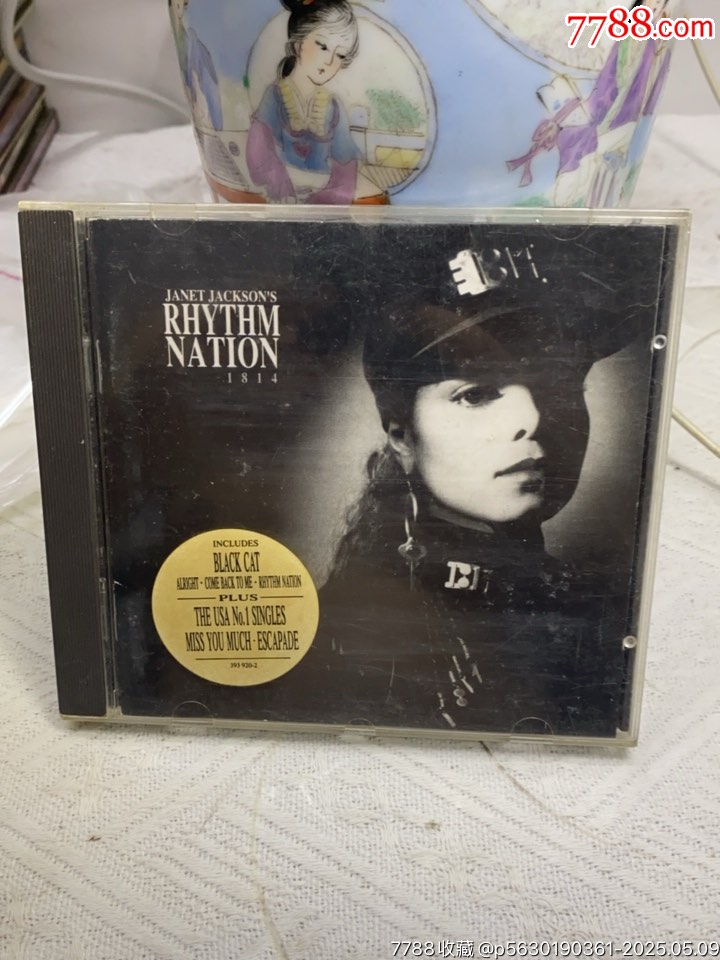 7788.com
JANET JACKSON'S
RHYTHM
NATION
1814
INCLUDES
BLACK CAT
ALRIGHT - COME BACK TO ME - RHYTHM NATION
PLUS
THE USA No.1 SINGLES
MISS YOU MUCH - ESCAPADE
393 920-2
7788收藏 @p5630190361-2025.05.09